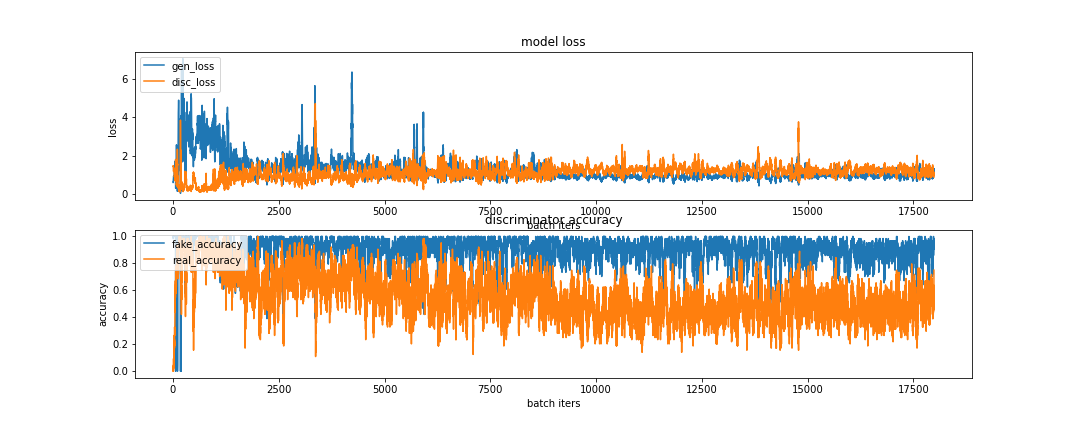 model loss
gen_loss
disc_loss
loss
6
4
2
0
0 2500 5000 7500 10000 12500 15000 17500
batch iters
discriminator accuracy
fake_accuracy
real_accuracy
accuracy
1.0
0.8
0.6
0.4
0.2
0.0
0 2500 5000 7500 10000 12500 15000 17500
batch iters